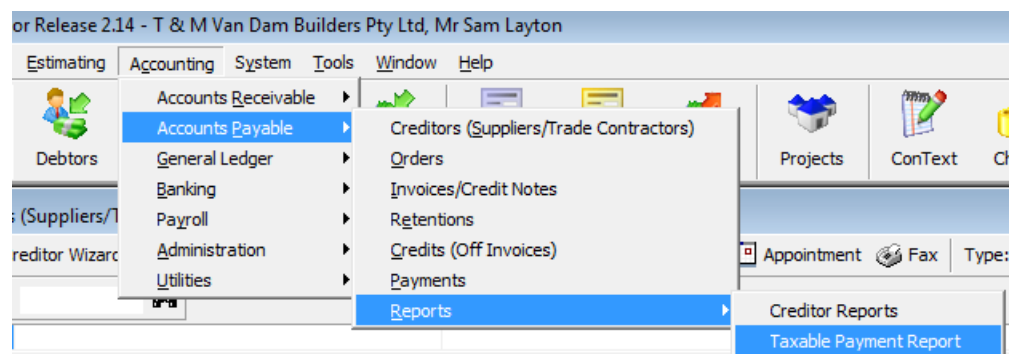 or Release 2.14 - T & M Van Dam Builders Pty Ltd, Mr Sam Layton
Estimating Accounting System Tools Window Help
Debtors
Projects
ConText
Ch
Accounts Receivable
Accounts Payable
General Ledger
Banking
Payroll
Administration
Utilities
Creditors (Suppliers/Trade Contractors)
Orders
Invoices/Credit Notes
Retentions
Credits (Off Invoices)
Payments
Reports
Creditor Reports
Taxable Payment Report
s (Suppliers/T
reditor Wizard
Appointment
Fax
Type: